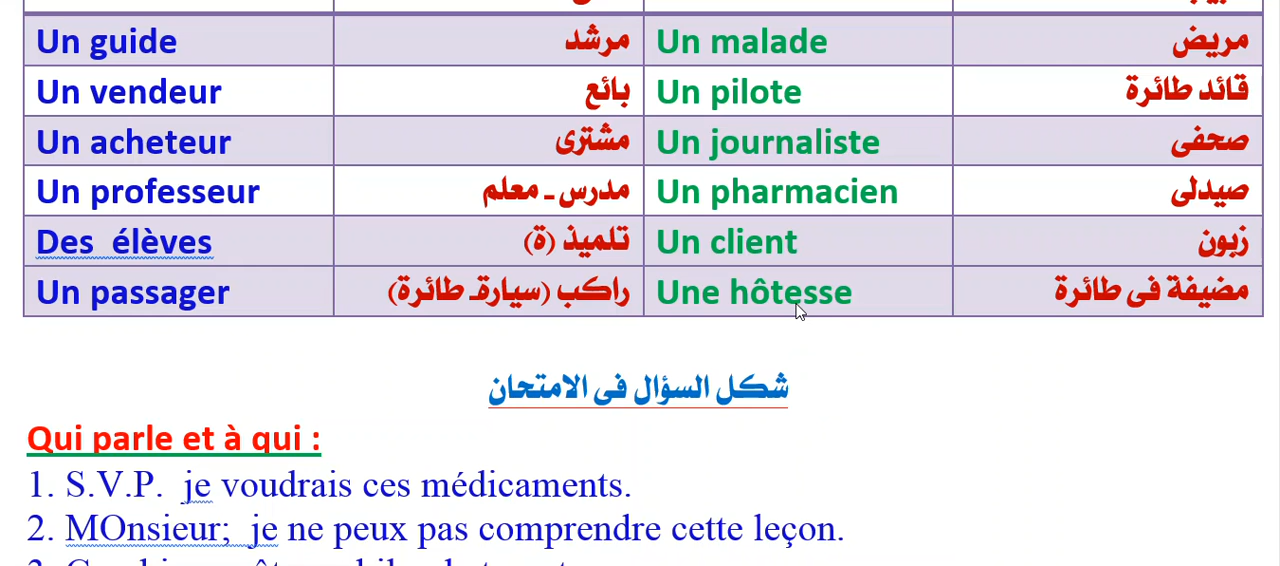 Un guide مرشد Un malade مريض
Un vendeur بائع Un pilote قائد طائرة
Un acheteur مشترى Un journaliste صحفى
Un professeur مدرس ـ معلم Un pharmacien صيدلى
Des élèves تلميذ (ة) Un client زبون
Un passager راكب (سيارة ـ طائرة) Une hôtesse مضيفة فى طائرة
شكل السؤال فى الامتحان
Qui parle et à qui :
1. S.V.P. je voudrais ces médicaments.
2. MOnsieur; je ne peux pas comprendre cette leçon.